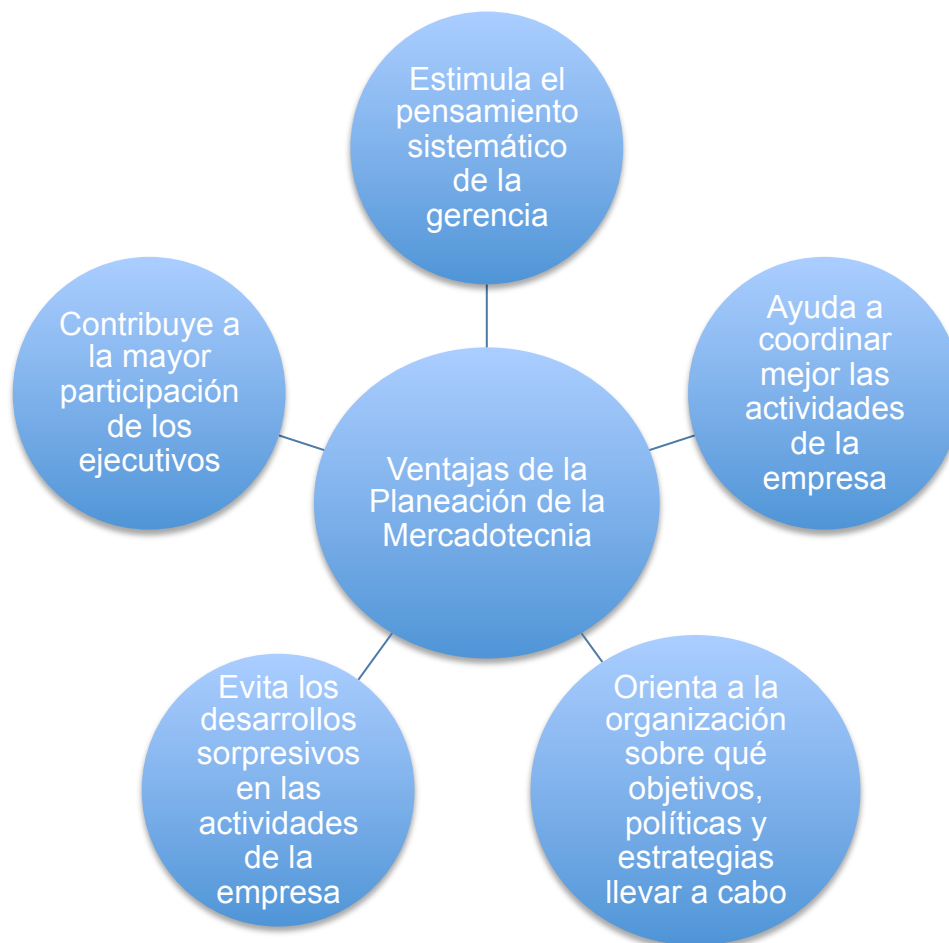 Estimula el
pensamiento
sistemático
de la
gerencia
Contribuye a
la mayor
participación
de los
ejecutivos
Ayuda a
coordinar
mejor las
actividades
de la
empresa
Ventajas de la
Planeación de la
Mercadotecnia
Evita los
desarrollos
sorpresivos
en las
actividades
de la
empresa
Orienta a la
organización
sobre qué
objetivos,
políticas y
estrategias
llevar a cabo